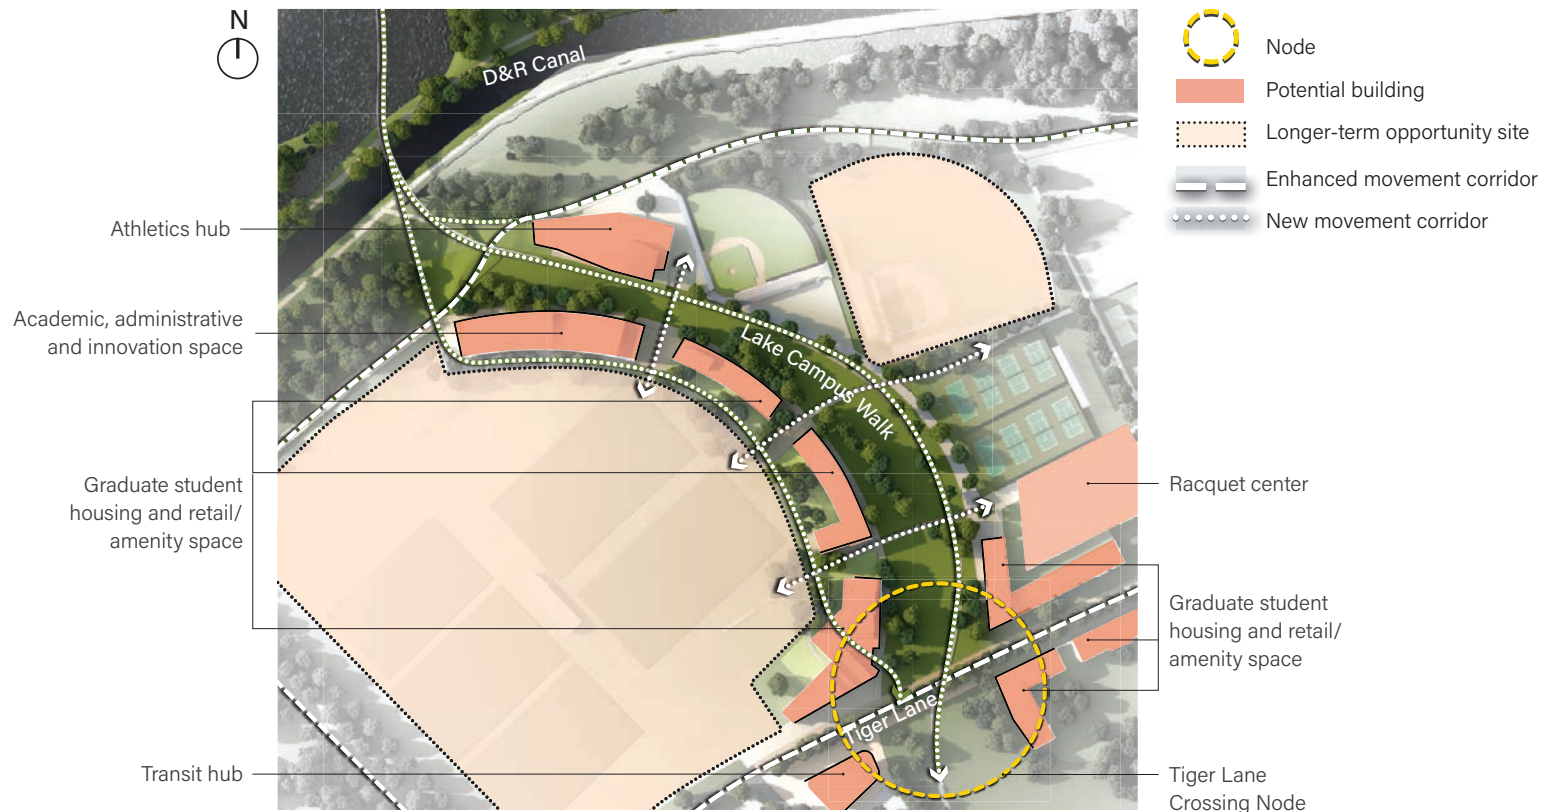 N
D&R Canal
Node
Potential building
Longer-term opportunity site
Enhanced movement corridor
New movement corridor
Athletics hub
Academic, administrative
and innovation space
Lake Campus Walk
Graduate student
housing and retail/
amenity space
Racquet center
Graduate student
housing and retail/
amenity space
Tiger Lane
Transit hub
Tiger Lane
Crossing Node